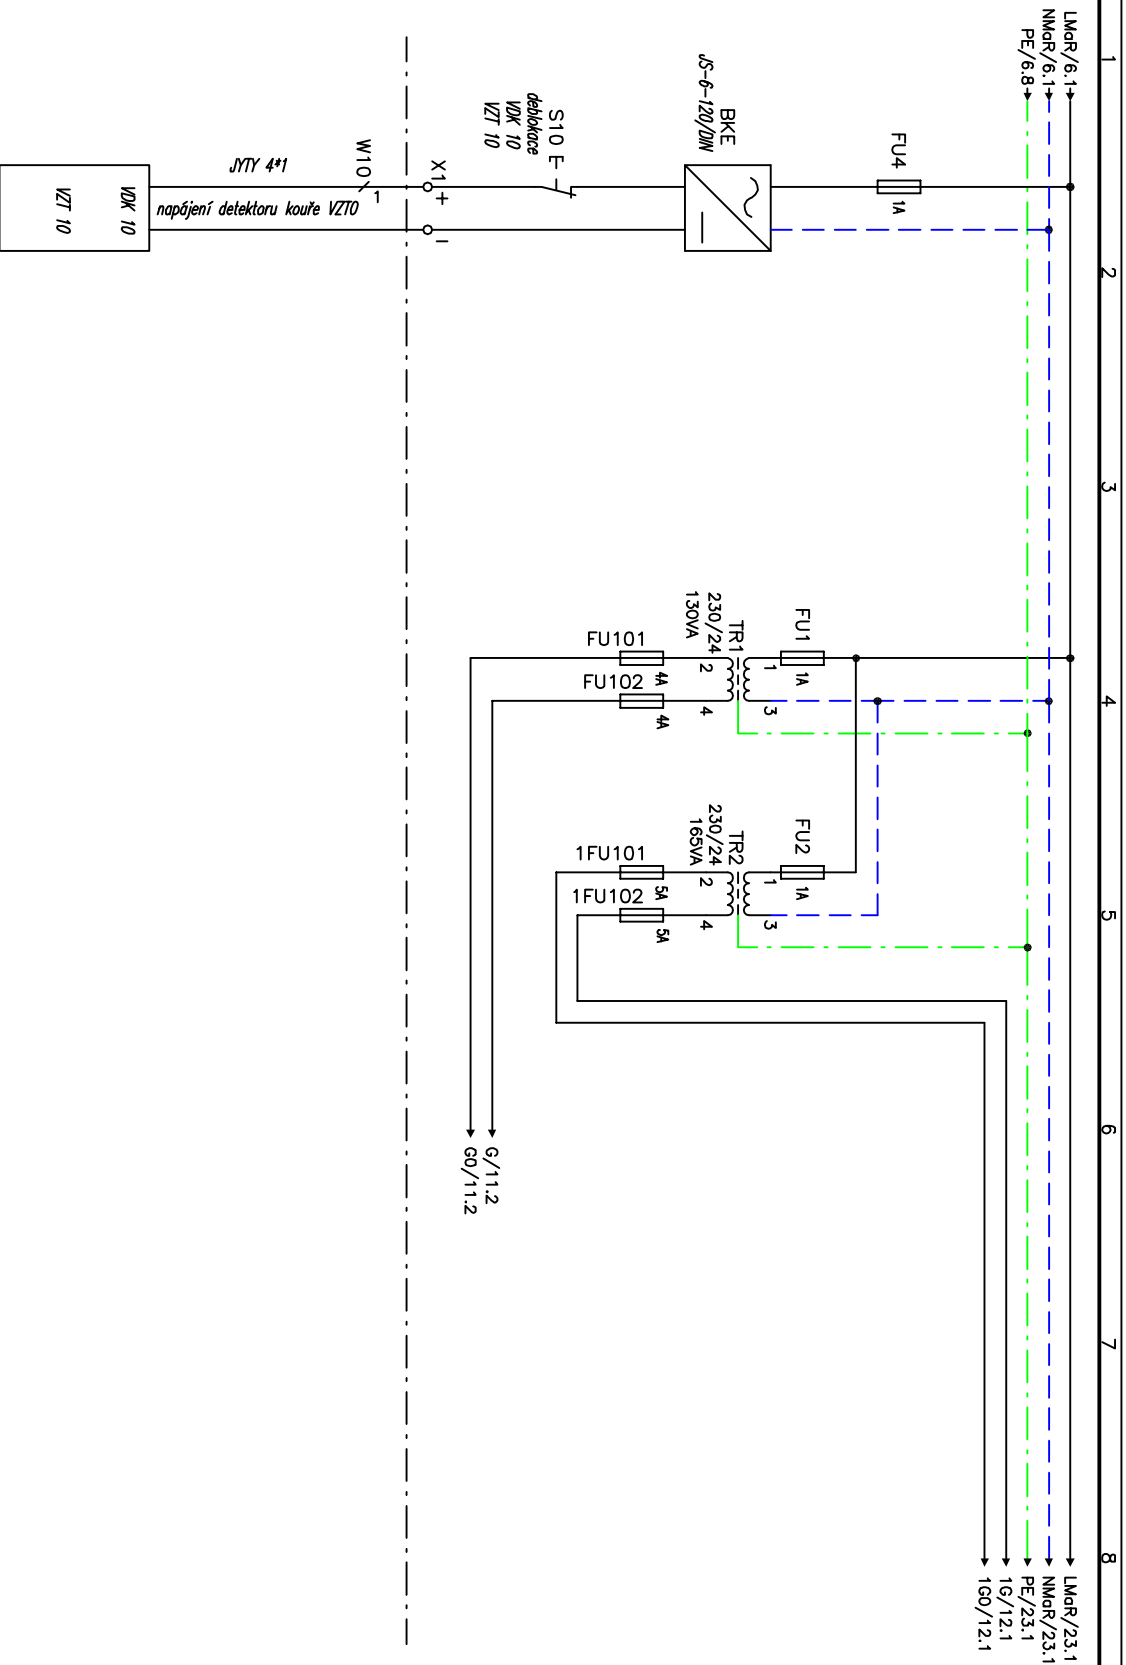 1
2
3
4
5
6
7
8
LMaR/6.1
NMaR/6.1
PE/6.8
LMaR/23.1
NMaR/23.1
PE/23.1
1G/12.1
1G0/12.1
FU4
1A
BKE
JS-6-120/DIN
S10 E
deblokace
VDK 10
VZT 10
X1
+
–
W10
1
JYTY 4*1
napájení detektoru kouře VZT0
VDK 10
VZT 10
FU1
1A
TR1
230/24
130VA
1
3
2
4
FU101
4A
FU102
4A
G/11.2
G0/11.2
FU2
1A
TR2
230/24
165VA
1
3
2
4
1FU101
5A
1FU102
5A